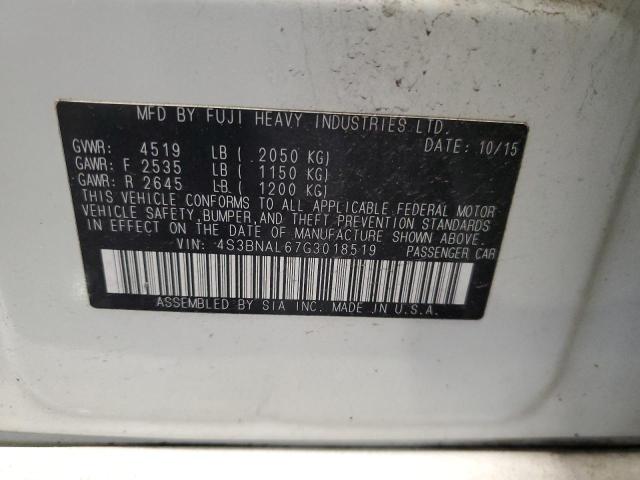 MFD BY FUJI HEAVY INDUSTRIES LTD.
GVWR: 4519 LB ( 2050 KG) DATE: 10/15
GAWR: F 2535 LB ( 1150 KG)
GAWR: R 2645 LB ( 1200 KG)
THIS VEHICLE CONFORMS TO ALL APPLICABLE FEDERAL MOTOR
VEHICLE SAFETY, BUMPER, AND THEFT PREVENTION STANDARDS
IN EFFECT ON THE DATE OF MANUFACTURE SHOWN ABOVE.
VIN: 4S3BNAL67G3018519 PASSENGER CAR
ASSEMBLED BY SIA INC. MADE IN U.S.A.